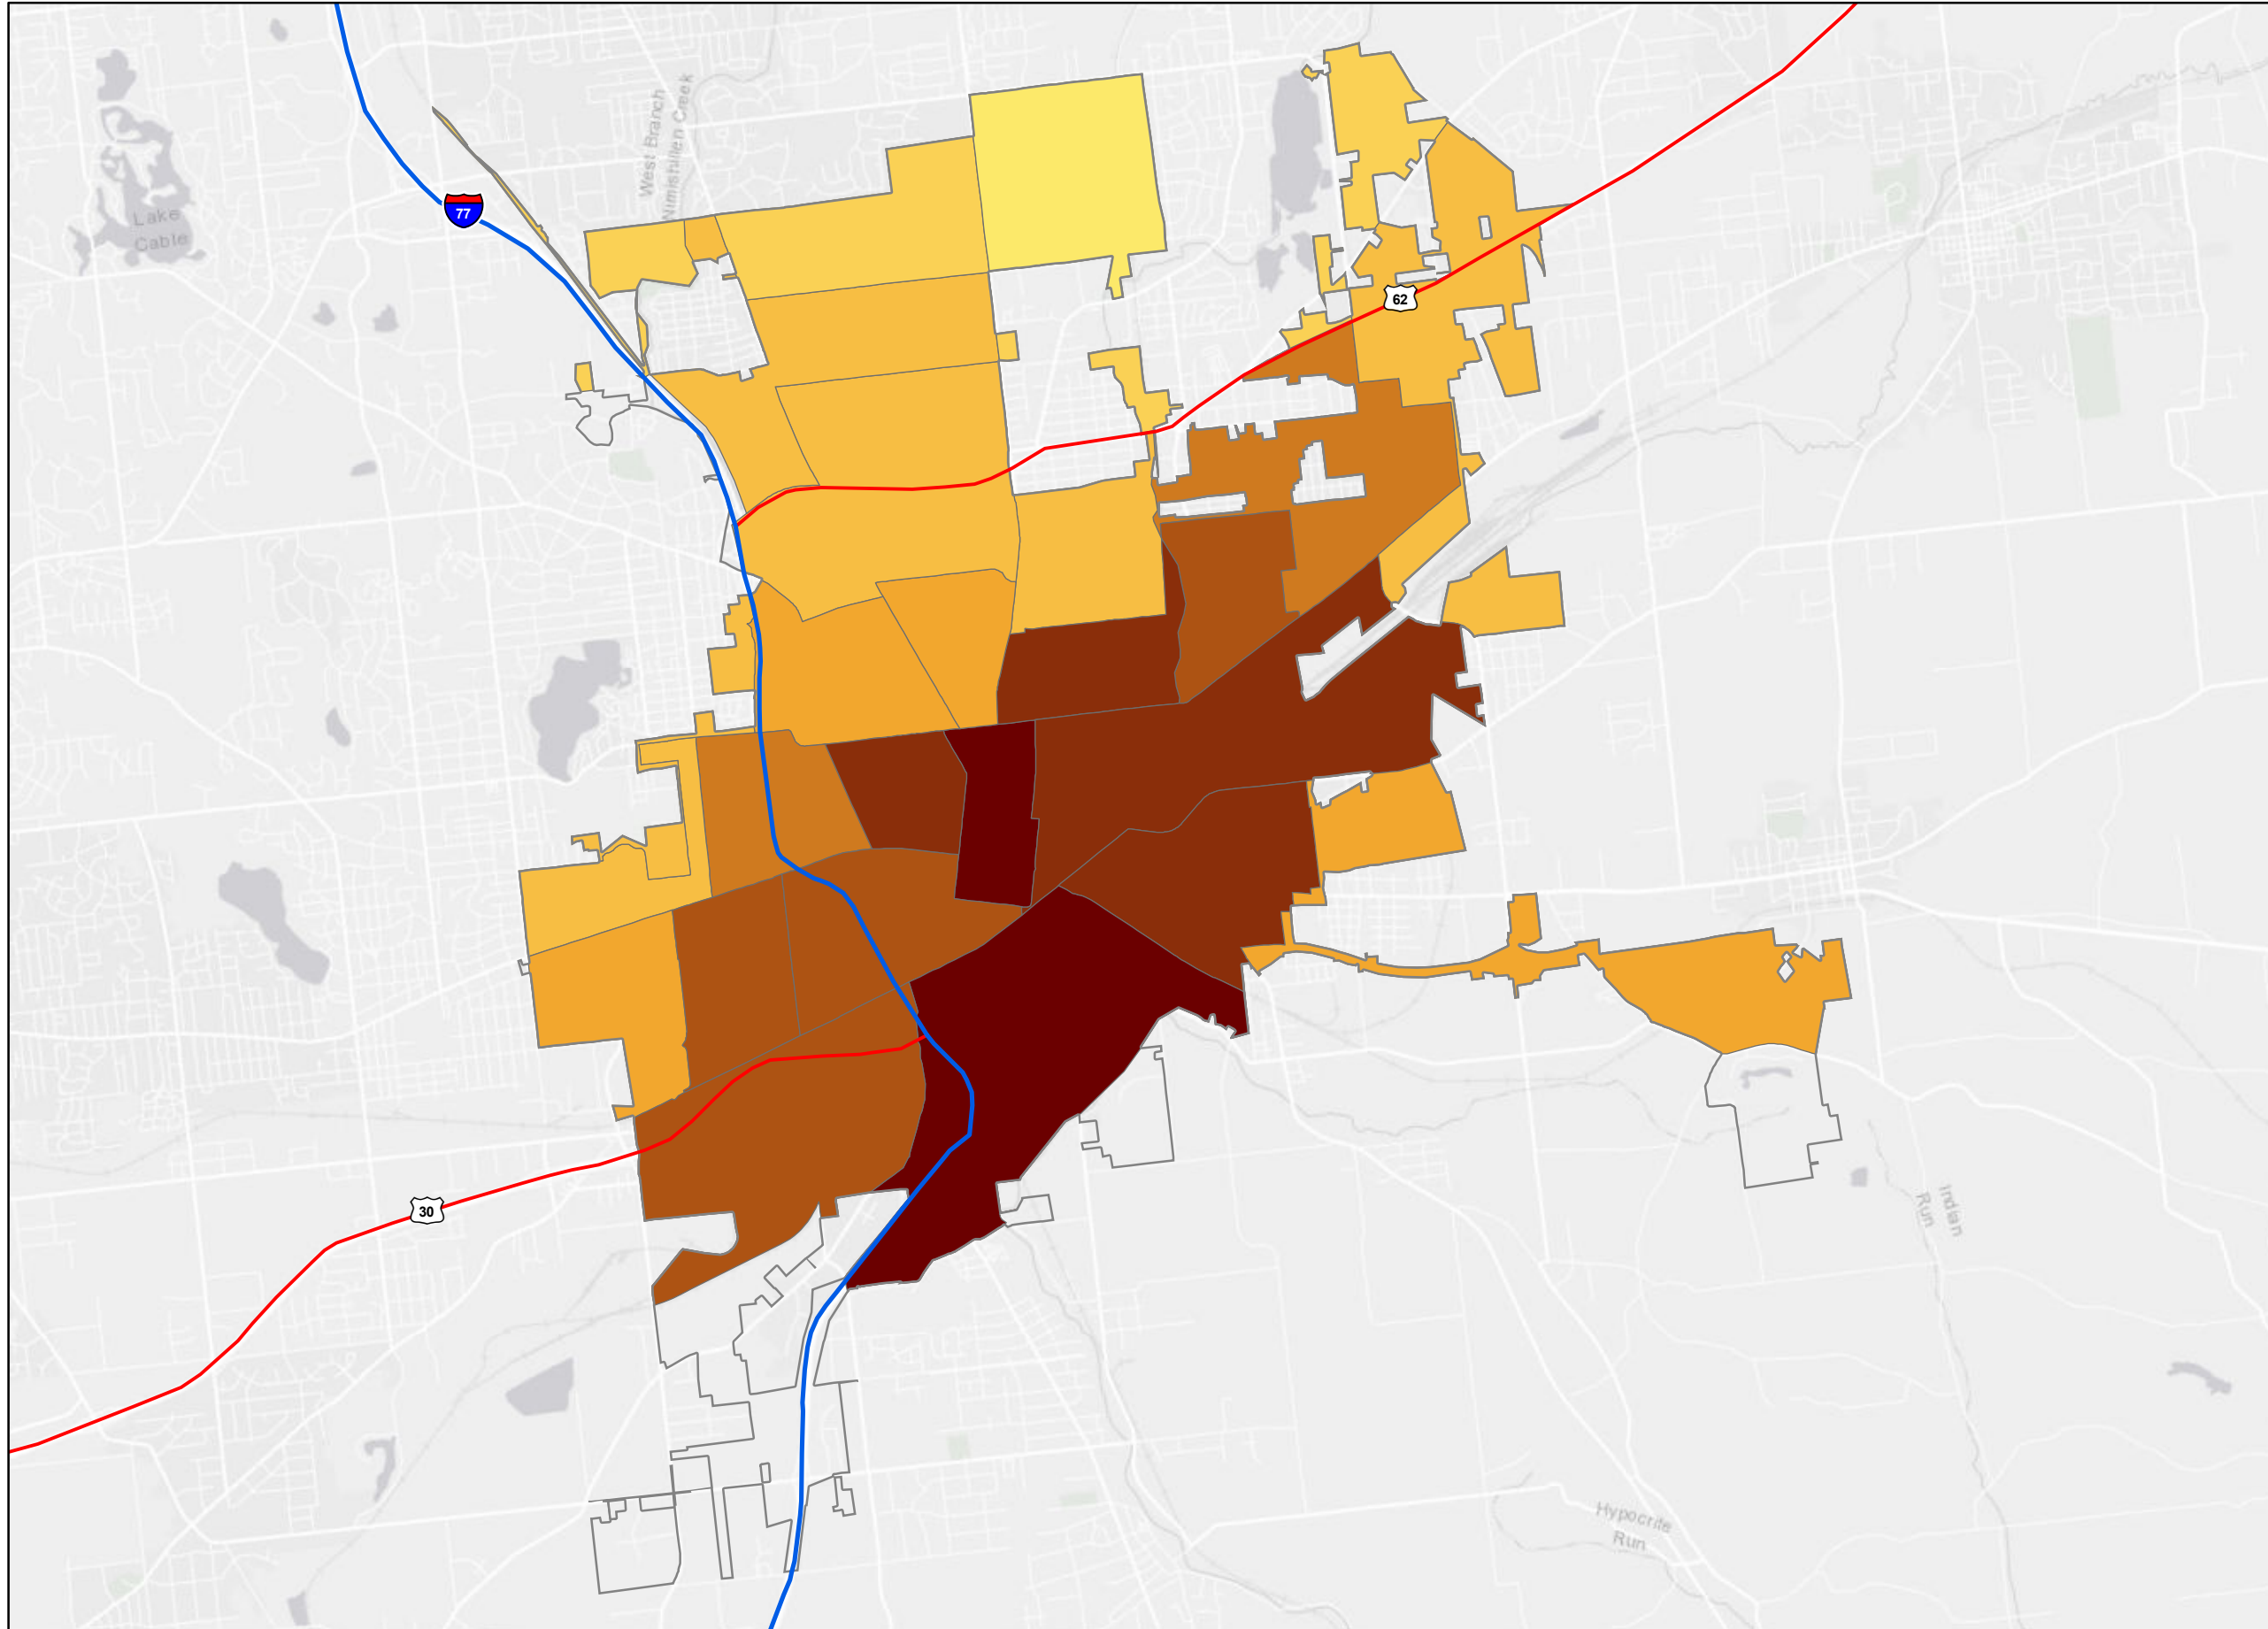 West Branch
Nimishillen Creek
Lake
Cable
77
62
30
Indian
Run
Hypocrite
Run